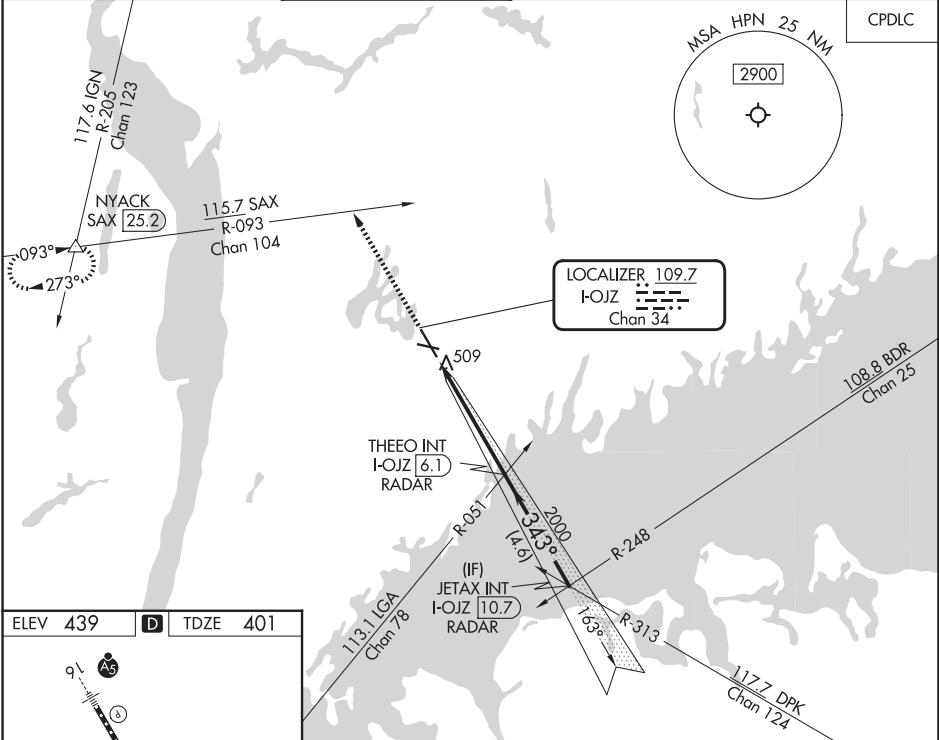 CPDLC
MSA HPN 25 NM
2900
117.6 IGN
R-205
Chan 123
NYACK
SAX 25.2
115.7 SAX
R-093
Chan 104
093°
273°
LOCALIZER 109.7
I-OJZ
Chan 34
509
108.8 BDR
Chan 25
THEEO INT
I-OJZ 6.1
RADAR
R-051
2000
343°
(4.6)
R-248
(IF)
JETAX INT
I-OJZ 10.7
RADAR
113.1 LGA
Chan 78
163°
R-313
117.7 DPK
Chan 124
ELEV 439 D TDZE 401
16
A5
P